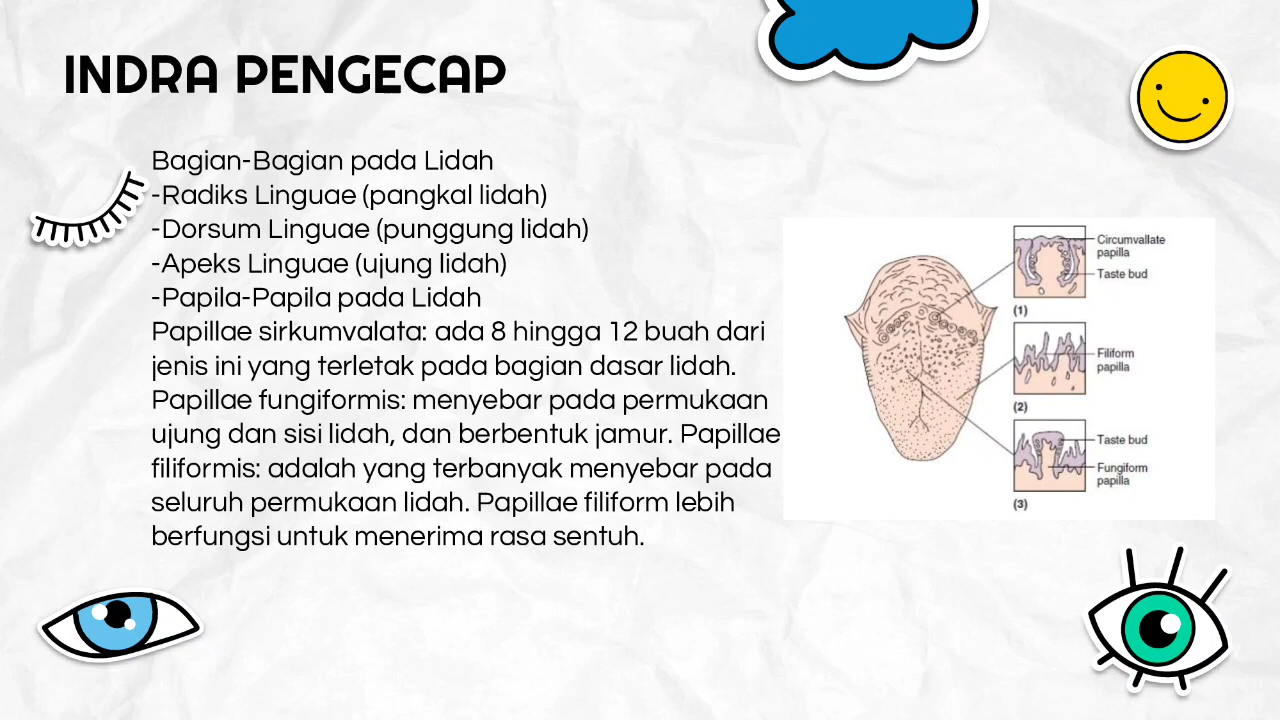 INDRA PENGECAP
Bagian-Bagian pada Lidah
-Radiks Linguae (pangkal lidah)
-Dorsum Linguae (punggung lidah)
-Apeks Linguae (ujung lidah)
-Papila-Papila pada Lidah
Papillae sirkumvalata: ada 8 hingga 12 buah dari
jenis ini yang terletak pada bagian dasar lidah.
Papillae fungiformis: menyebar pada permukaan
ujung dan sisi lidah, dan berbentuk jamur. Papillae
filiformis: adalah yang terbanyak menyebar pada
seluruh permukaan lidah. Papillae filiform lebih
berfungsi untuk menerima rasa sentuh.
Circumvallate
papilla
Taste bud
(1)
Filiform
papilla
(2)
Taste bud
Fungiform
papilla
(3)